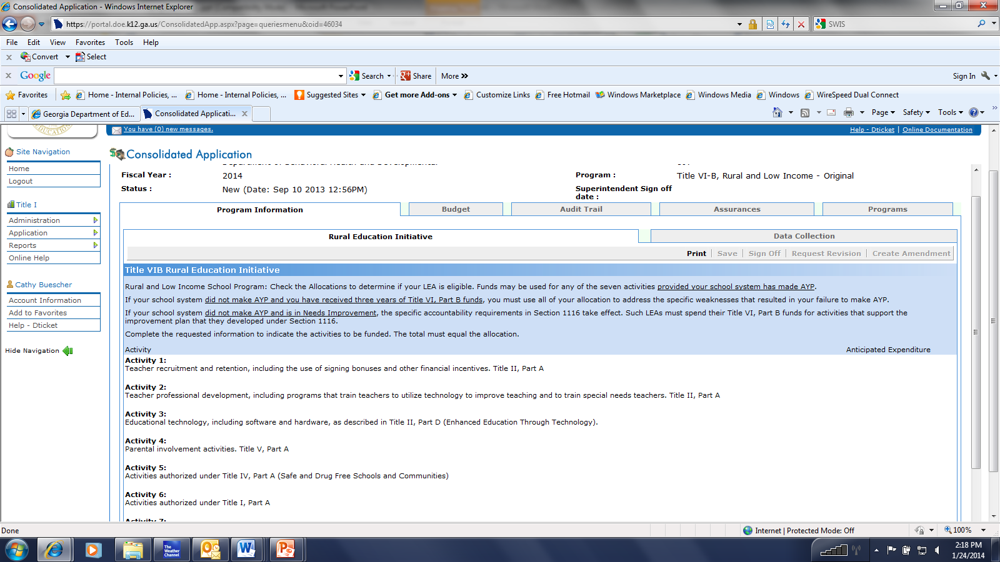 Consolidated Application - Windows Internet Explorer
https://portal.doe.k12.ga.us/ConsolidatedApp.aspx?page=queriesmenu&oid=46034
SWIS
File Edit View Favorites Tools Help
x Convert Select
x Google Search Share More » Sign In
Favorites Home - Internal Policies, ... Home - Internal Policies, ... Suggested Sites Get more Add-ons Customize Links Free Hotmail Windows Marketplace Windows Media Windows WireSpeed Dual Connect
Georgia Department of Ed... Consolidated Applicati... x Page Safety Tools »
EDUCATION
You have (0) new messages. Help - Dticket | Online Documentation
Site Navigation
Home
Logout
Title I
Administration
Application
Reports
Online Help
Cathy Buescher
Account Information
Add to Favorites
Help - Dticket
Hide Navigation
Consolidated Application
Department of Behavioral Health and Developmental
Fiscal Year : 2014 Program : Title VI-B, Rural and Low Income - Original
Status : New (Date: Sep 10 2013 12:56PM) Superintendent Sign off
date :
Program Information Budget Audit Trail Assurances Programs
Rural Education Initiative Data Collection
Print | Save | Sign Off | Request Revision | Create Amendment
Title VIB Rural Education Initiative
Rural and Low Income School Program: Check the Allocations to determine if your LEA is eligible. Funds may be used for any of the seven activities provided your school system has made AYP.
If your school system did not make AYP and you have received three years of Title VI, Part B funds, you must use all of your allocation to address the specific weaknesses that resulted in your failure to make AYP.
If your school system did not make AYP and is in Needs Improvement, the specific accountability requirements in Section 1116 take effect. Such LEAs must spend their Title VI, Part B funds for activities that support the
improvement plan that they developed under Section 1116.
Complete the requested information to indicate the activities to be funded. The total must equal the allocation.
Activity Anticipated Expenditure
Activity 1:
Teacher recruitment and retention, including the use of signing bonuses and other financial incentives. Title II, Part A
Activity 2:
Teacher professional development, including programs that train teachers to utilize technology to improve teaching and to train special needs teachers. Title II, Part A
Activity 3:
Educational technology, including software and hardware, as described in Title II, Part D (Enhanced Education Through Technology).
Activity 4:
Parental involvement activities. Title V, Part A
Activity 5:
Activities authorized under Title IV, Part A (Safe and Drug Free Schools and Communities)
Activity 6:
Activities authorized under Title I, Part A
Activity 7:
Done Internet | Protected Mode: Off 100%
The Weather Channel
2:18 PM
1/24/2014